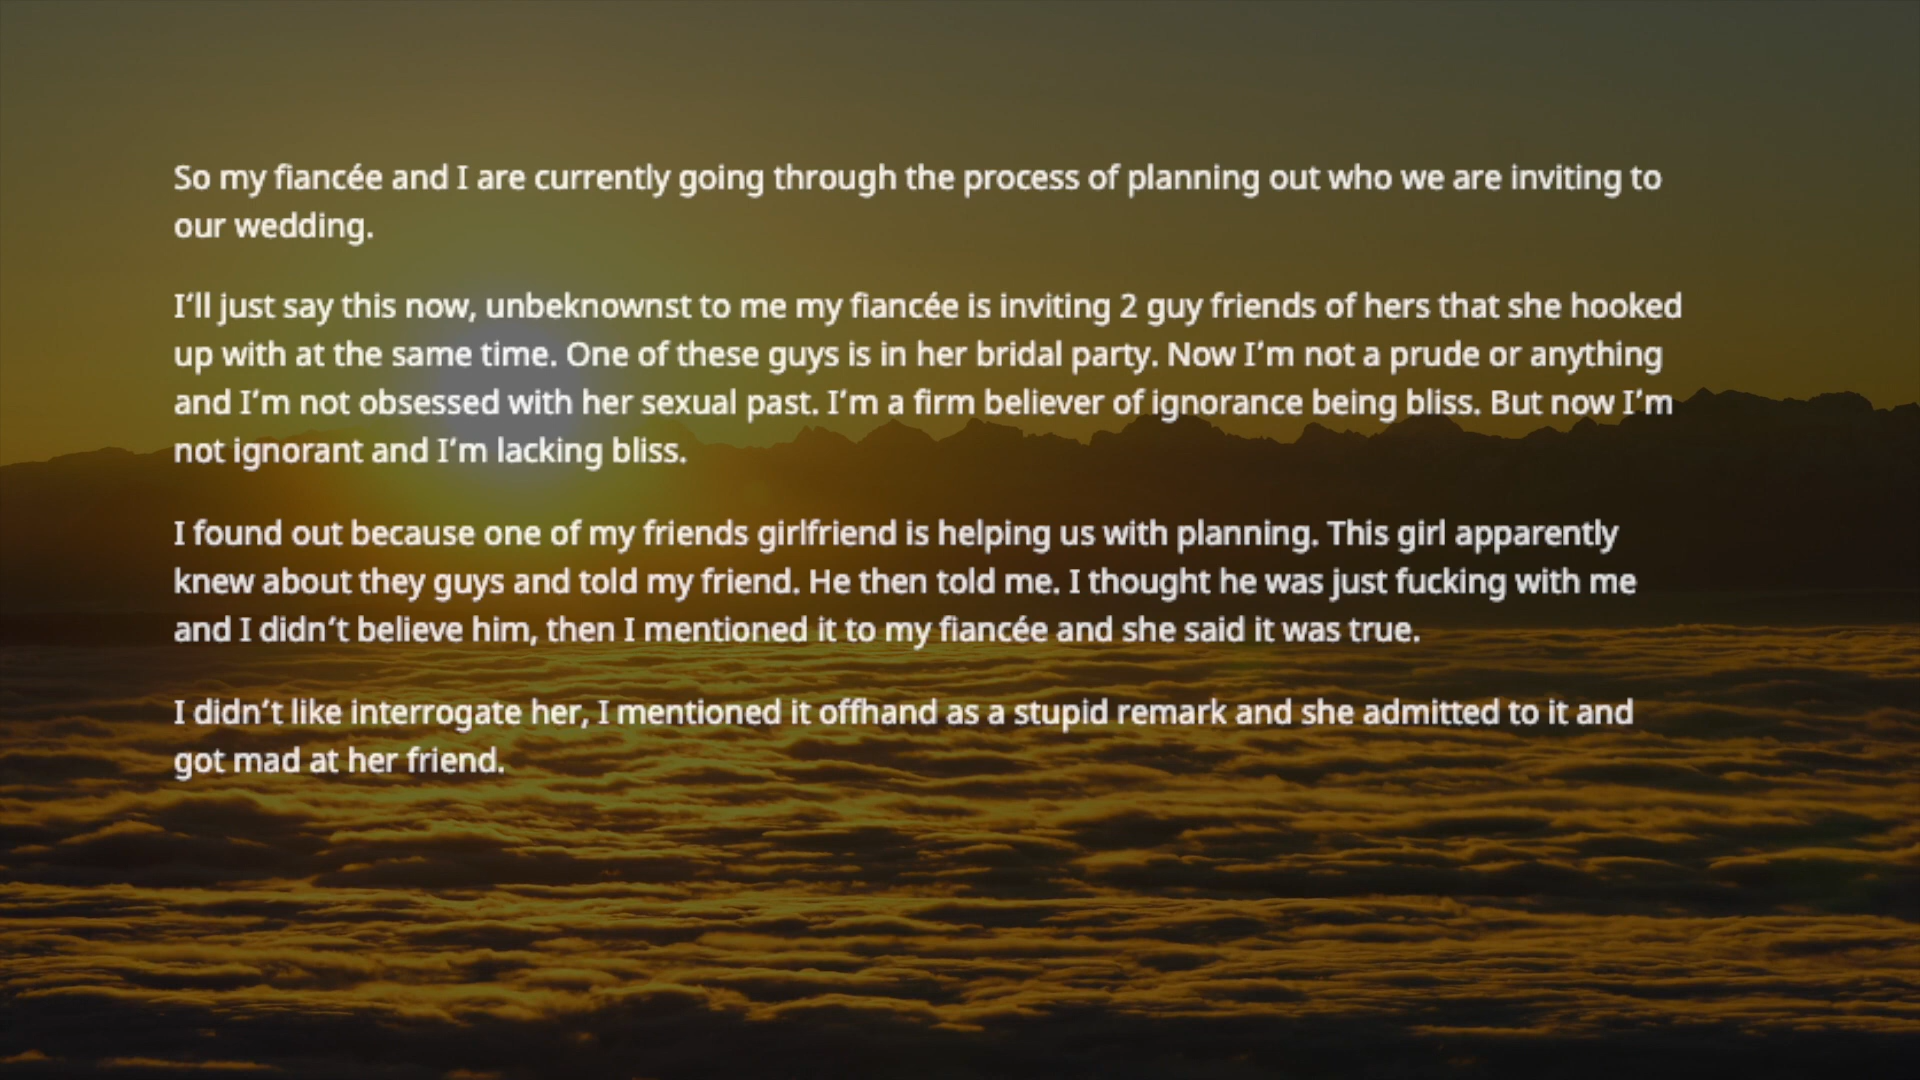 So my fiancée and I are currently going through the process of planning out who we are inviting to
our wedding.
I'll just say this now, unbeknownst to me my fiancée is inviting 2 guy friends of hers that she hooked
up with at the same time. One of these guys is in her bridal party. Now I'm not a prude or anything
and I'm not obsessed with her sexual past. I'm a firm believer of ignorance being bliss. But now I'm
not ignorant and I'm lacking bliss.
I found out because one of my friends girlfriend is helping us with planning. This girl apparently
knew about they guys and told my friend. He then told me. I thought he was just fucking with me
and I didn't believe him, then I mentioned it to my fiancée and she said it was true.
I didn't like interrogate her, I mentioned it offhand as a stupid remark and she admitted to it and
got mad at her friend.